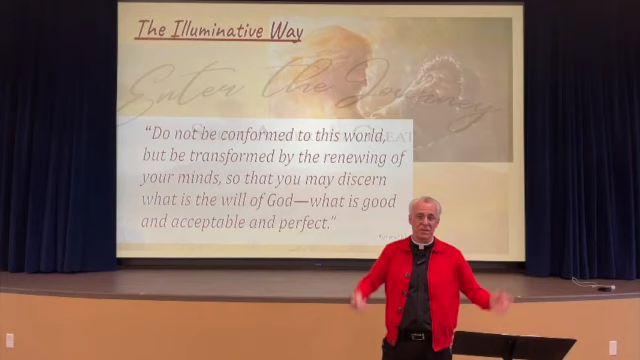 The Illuminative Way
Enter the Journey
"Do not be conformed to this world,
but be transformed by the renewing of
your minds, so that you may discern
what is the will of God—what is good
and acceptable and perfect."